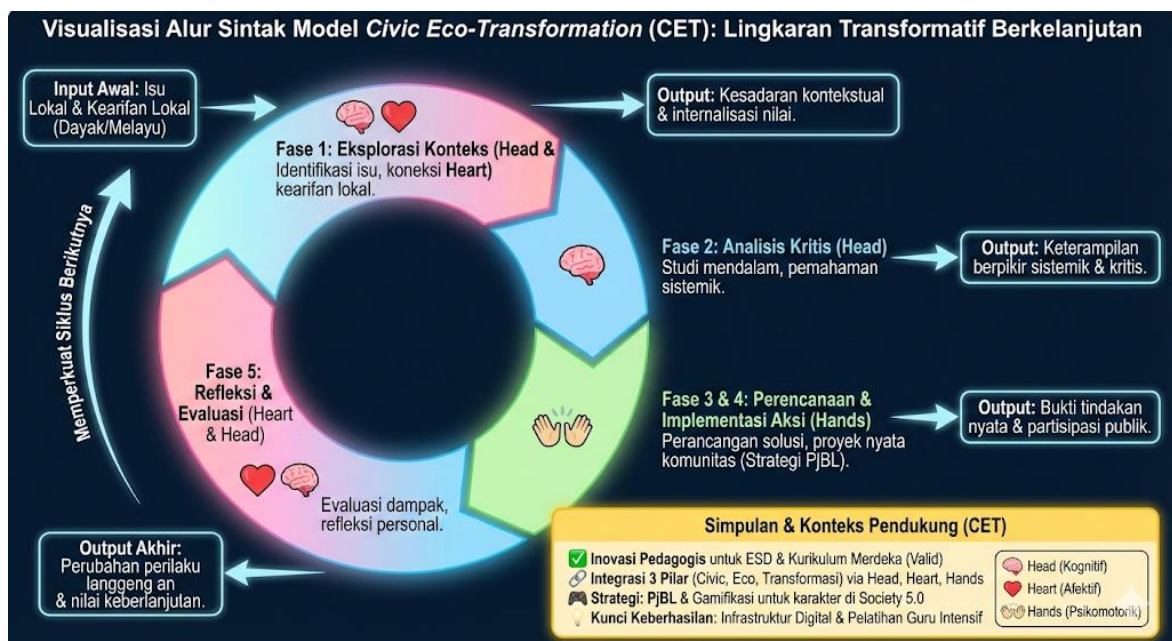 Visualisasi Alur Sintak Model Civic Eco-Transformation (CET): Lingkaran Transformatif Berkelanjutan
Input Awal: Isu
Lokal & Kearifan Lokal
(Dayak/Melayu)
Fase 1: Eksplorasi Konteks (Head &
Identifikasi isu, koneksi Heart)
kearifan lokal.
Output: Kesadaran kontekstual
& internalisasi nilai.
Fase 2: Analisis Kritis (Head)
Studi mendalam, pemahaman
sistemik.
Output: Keterampilan
berpikir sistemik & kritis.
Fase 3 & 4: Perencanaan &
Implementasi Aksi (Hands)
Perancangan solusi, proyek nyata
komunitas (Strategi PjBL).
Output: Bukti tindakan
nyata & partisipasi publik.
Fase 5:
Refleksi &
Evaluasi (Heart
& Head)
Evaluasi dampak,
refleksi personal.
Output Akhir:
Perubahan perilaku
langgeng an
& nilai keberlanjutan.
Memperkuat Siklus Berikutnya
Simpulan & Konteks Pendukung (CET)
Inovasi Pedagogis untuk ESD & Kurikulum Merdeka (Valid)
Integrasi 3 Pilar (Civic, Eco, Transformasi) via Head, Heart, Hands
Strategi: PjBL & Gamifikasi untuk karakter di Society 5.0
Kunci Keberhasilan: Infrastruktur Digital & Pelatihan Guru Intensif
Head (Kognitif)
Heart (Afektif)
Hands (Psikomotorik)